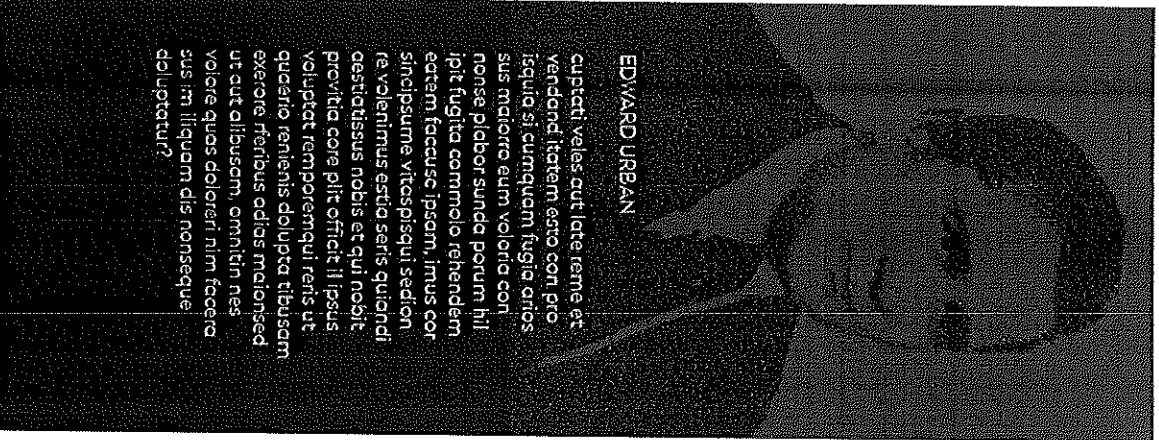 EDWARD URBAN
cuptati veles aut late reme et
vendand itatem esto con pro
isquia si cumquam fugia arios
sus maiorro eum voloria con
nonse plabor sunda porum hil
ipit fugita commolo rehendem
eatem faccusc ipsam, imus cor
sincipsume vitaspisqui sedion
re volenimus estia seris quiandi
aestiatissus nobis et qui nobit
provitia core plit officit il ipsus
voluptat remporemqui reris ut
quaerio renienis dolupta tibusam
exerore rferibus adias maionsed
ut aut alibusam, omnitin nes
volore quas doloreri nim facera
sus m iliquam dis nonseque
doluptatur?